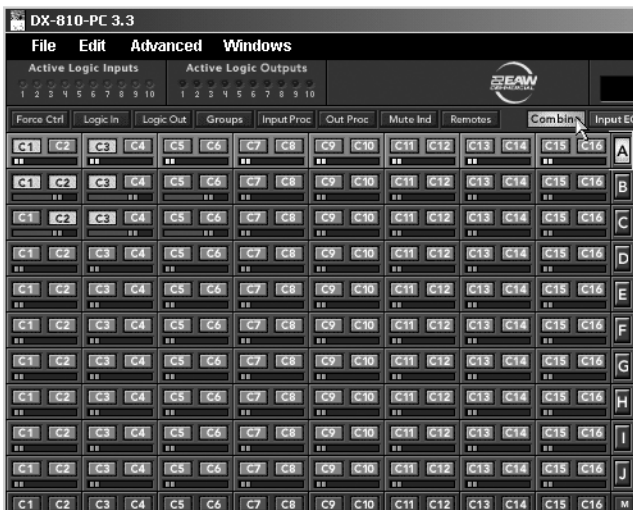 DX-810-PC 3.3
File Edit Advanced Windows
Active Logic Inputs Active Logic Outputs
1 2 3 4 5 6 7 8 9 10 1 2 3 4 5 6 7 8 9 10
EAW
COMMERCIAL
Force Ctrl Logic In Logic Out Groups Input Proc Out Proc Mute Ind Remotes Combine Input EQ
C1 C2 C3 C4 C5 C6 C7 C8 C9 C10 C11 C12 C13 C14 C15 C16 A
C1 C2 C3 C4 C5 C6 C7 C8 C9 C10 C11 C12 C13 C14 C15 C16 B
C1 C2 C3 C4 C5 C6 C7 C8 C9 C10 C11 C12 C13 C14 C15 C16 C
C1 C2 C3 C4 C5 C6 C7 C8 C9 C10 C11 C12 C13 C14 C15 C16 D
C1 C2 C3 C4 C5 C6 C7 C8 C9 C10 C11 C12 C13 C14 C15 C16 E
C1 C2 C3 C4 C5 C6 C7 C8 C9 C10 C11 C12 C13 C14 C15 C16 F
C1 C2 C3 C4 C5 C6 C7 C8 C9 C10 C11 C12 C13 C14 C15 C16 G
C1 C2 C3 C4 C5 C6 C7 C8 C9 C10 C11 C12 C13 C14 C15 C16 H
C1 C2 C3 C4 C5 C6 C7 C8 C9 C10 C11 C12 C13 C14 C15 C16 I
C1 C2 C3 C4 C5 C6 C7 C8 C9 C10 C11 C12 C13 C14 C15 C16 J
C1 C2 C3 C4 C5 C6 C7 C8 C9 C10 C11 C12 C13 C14 C15 C16 M